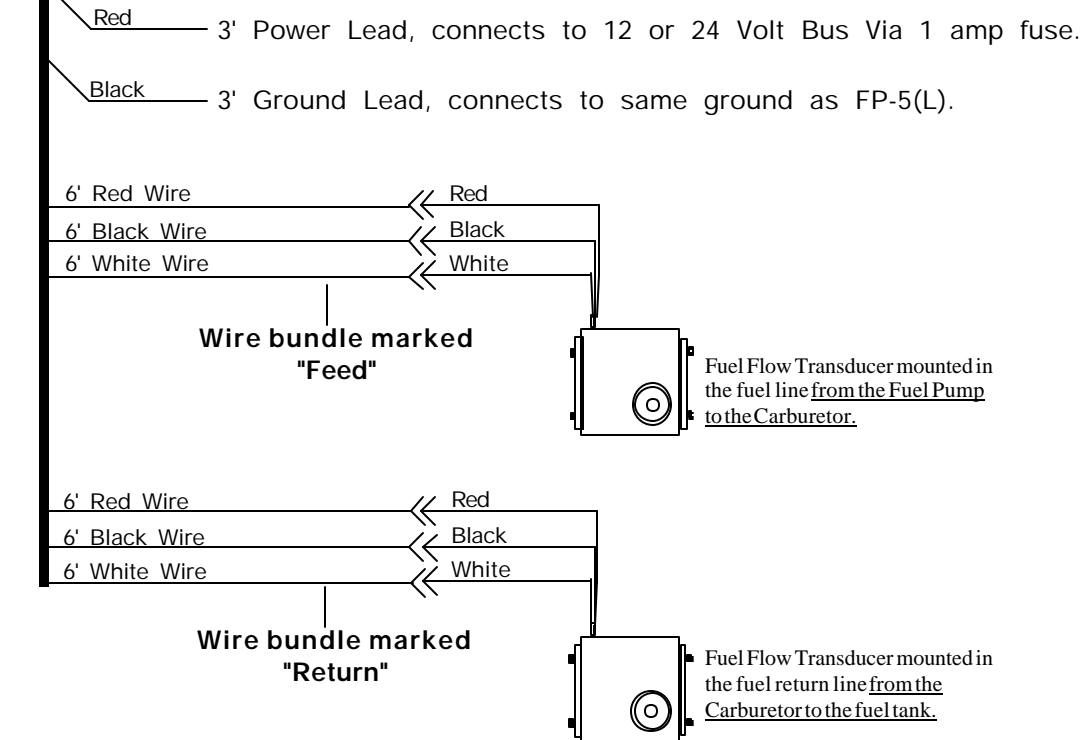 Red
3' Power Lead, connects to 12 or 24 Volt Bus Via 1 amp fuse.
Black
3' Ground Lead, connects to same ground as FP-5(L).
6' Red Wire
Red
6' Black Wire
Black
6' White Wire
White
Wire bundle marked
"Feed"
Fuel Flow Transducer mounted in
the fuel line from the Fuel Pump
to the Carburetor.
6' Red Wire
Red
6' Black Wire
Black
6' White Wire
White
Wire bundle marked
"Return"
Fuel Flow Transducer mounted in
the fuel return line from the
Carburetor to the fuel tank.